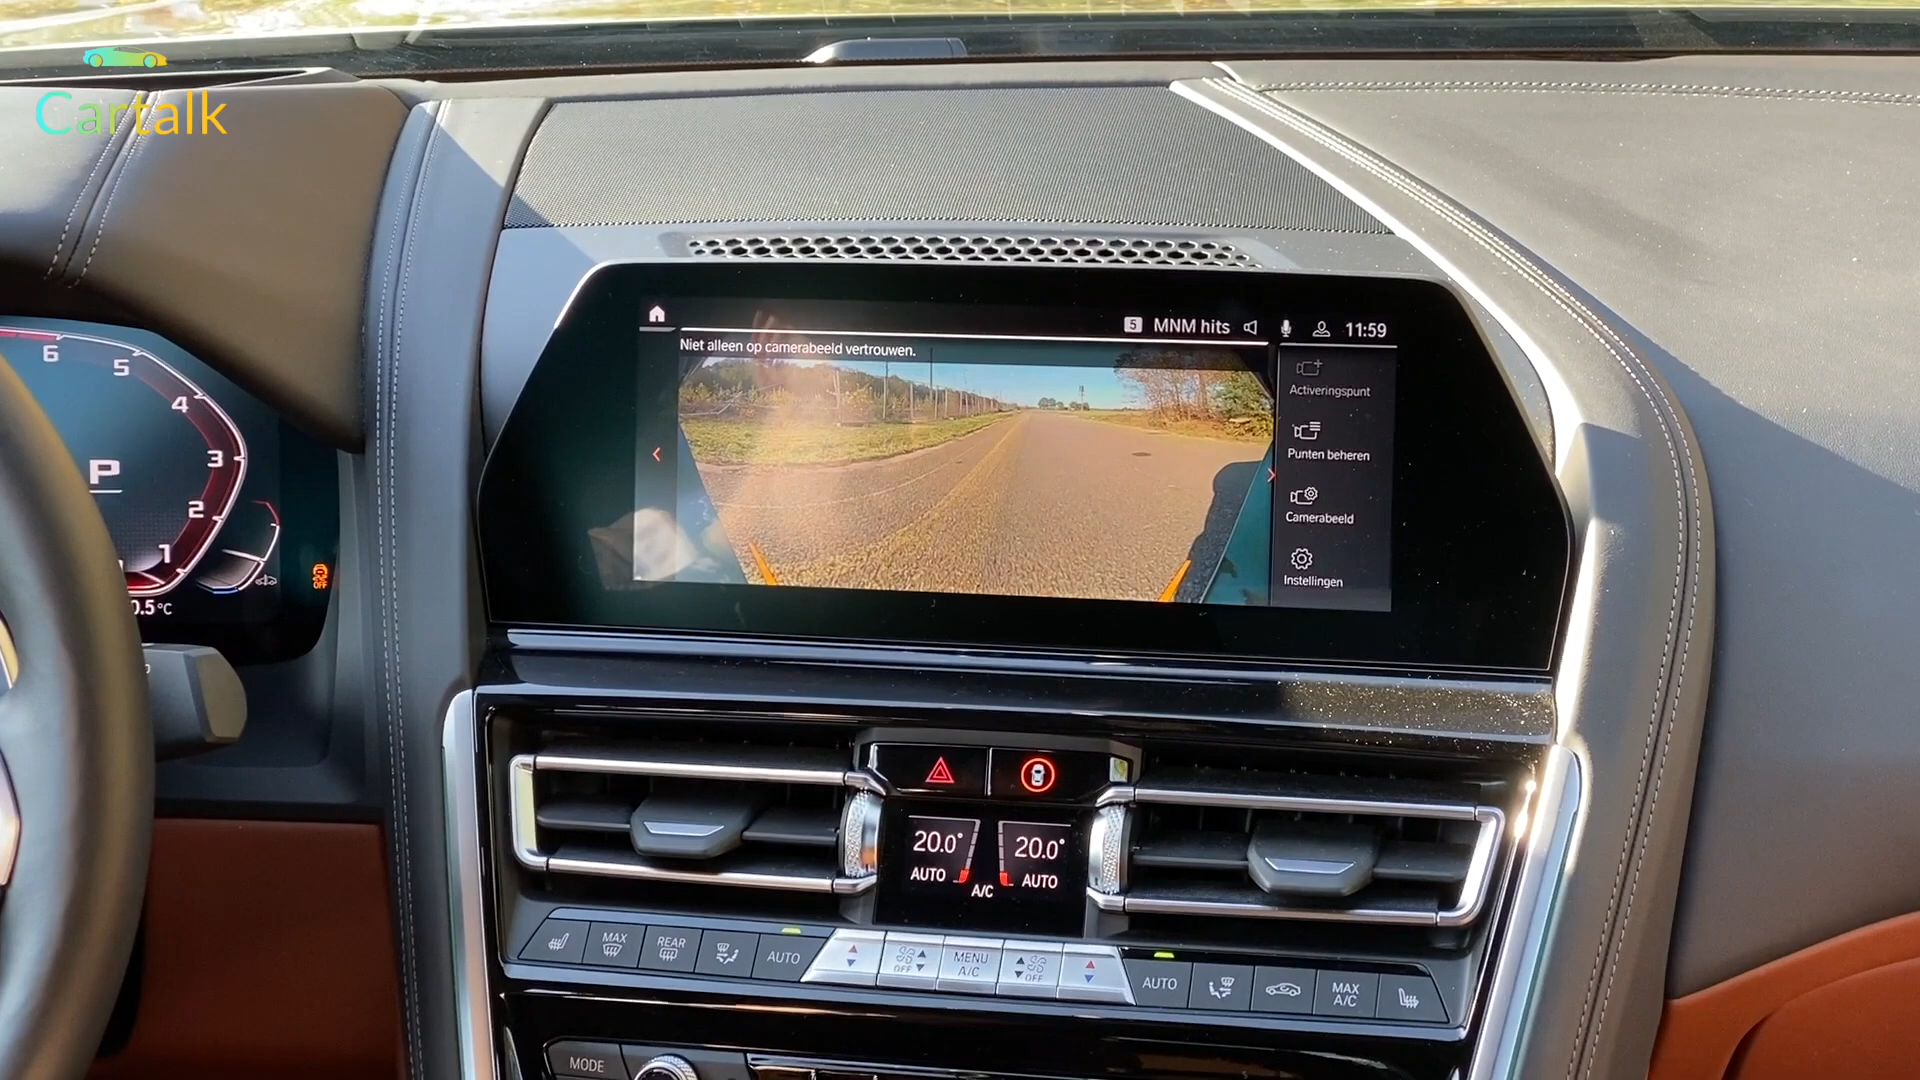 Cartalk
5 MNM hits
11:59
Niet alleen op camerabeeld vertrouwen.
Activeringspunt
Punten beheren
Camerabeeld
Instellingen
6
5
4
3
2
1
P
0.5°C
OFF
20.0°
20.0°
AUTO
A/C
AUTO
MAX
REAR
AUTO
OFF
MENU
A/C
OFF
AUTO
MAX
A/C
MODE